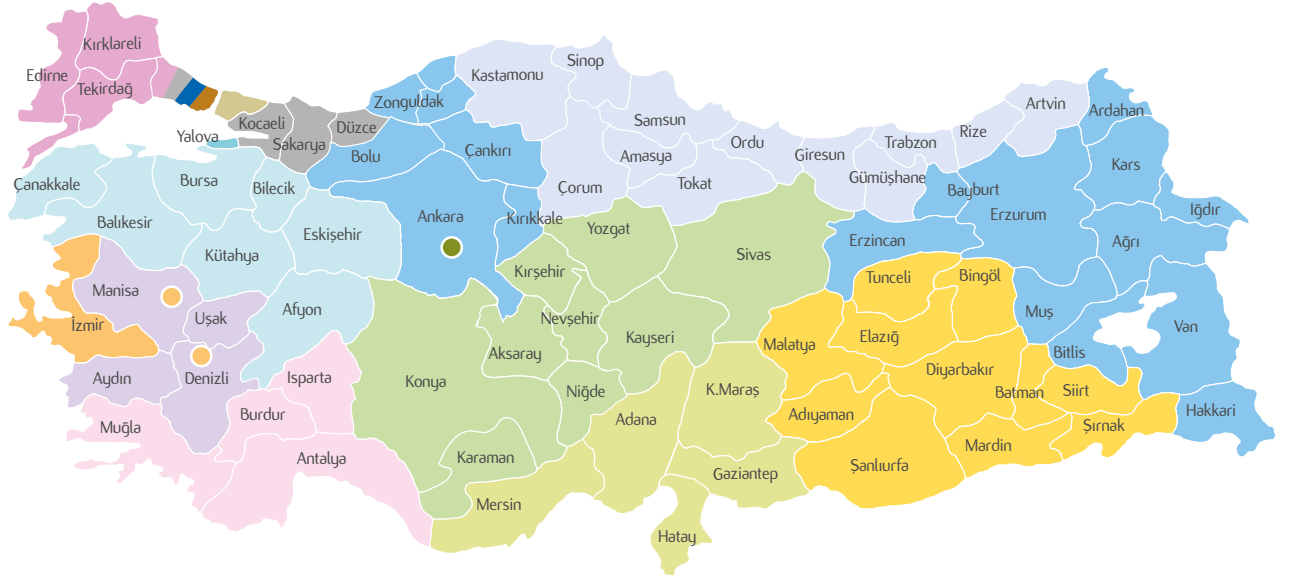 Kırklareli
Edirne
Tekirdağ
Yalova
Kocaeli
Sakarya
Düzce
Zonguldak
Bolu
Kastamonu
Sinop
Çankırı
Samsun
Amasya
Ordu
Giresun
Trabzon
Rize
Artvin
Ardahan
Gümüşhane
Bayburt
Kars
Çorum
Tokat
Çanakkale
Bursa
Bilecik
Balıkesir
Kütahya
Eskişehir
Ankara
Kırıkkale
Yozgat
Sivas
Erzincan
Erzurum
Iğdır
Ağrı
Manisa
Uşak
Afyon
İzmir
Kırşehir
Nevşehir
Kayseri
Aksaray
Tunceli
Bingöl
Muş
Van
Elazığ
Malatya
Bitlis
Aydın
Denizli
Isparta
Konya
Niğde
K.Maraş
Diyarbakır
Batman
Siirt
Muğla
Burdur
Adana
Adıyaman
Şırnak
Hakkari
Antalya
Karaman
Mardin
Şanlıurfa
Gaziantep
Mersin
Hatay